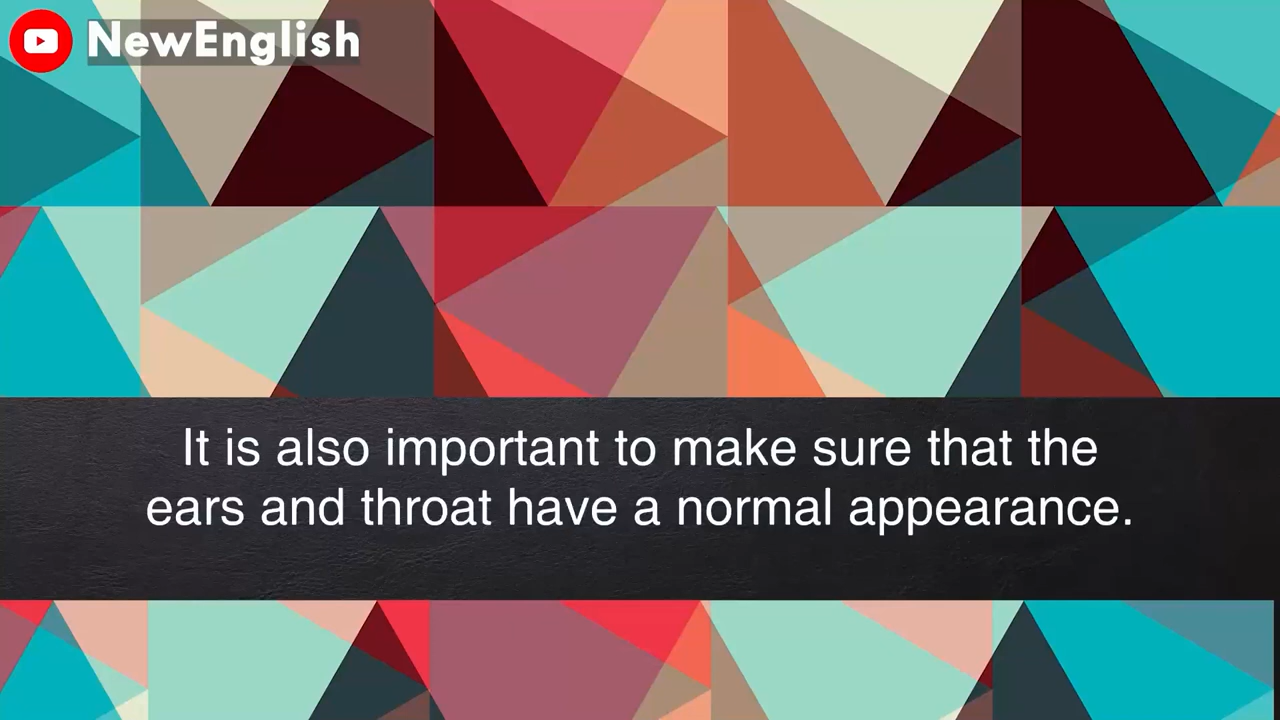 NewEnglish
It is also important to make sure that the
ears and throat have a normal appearance.